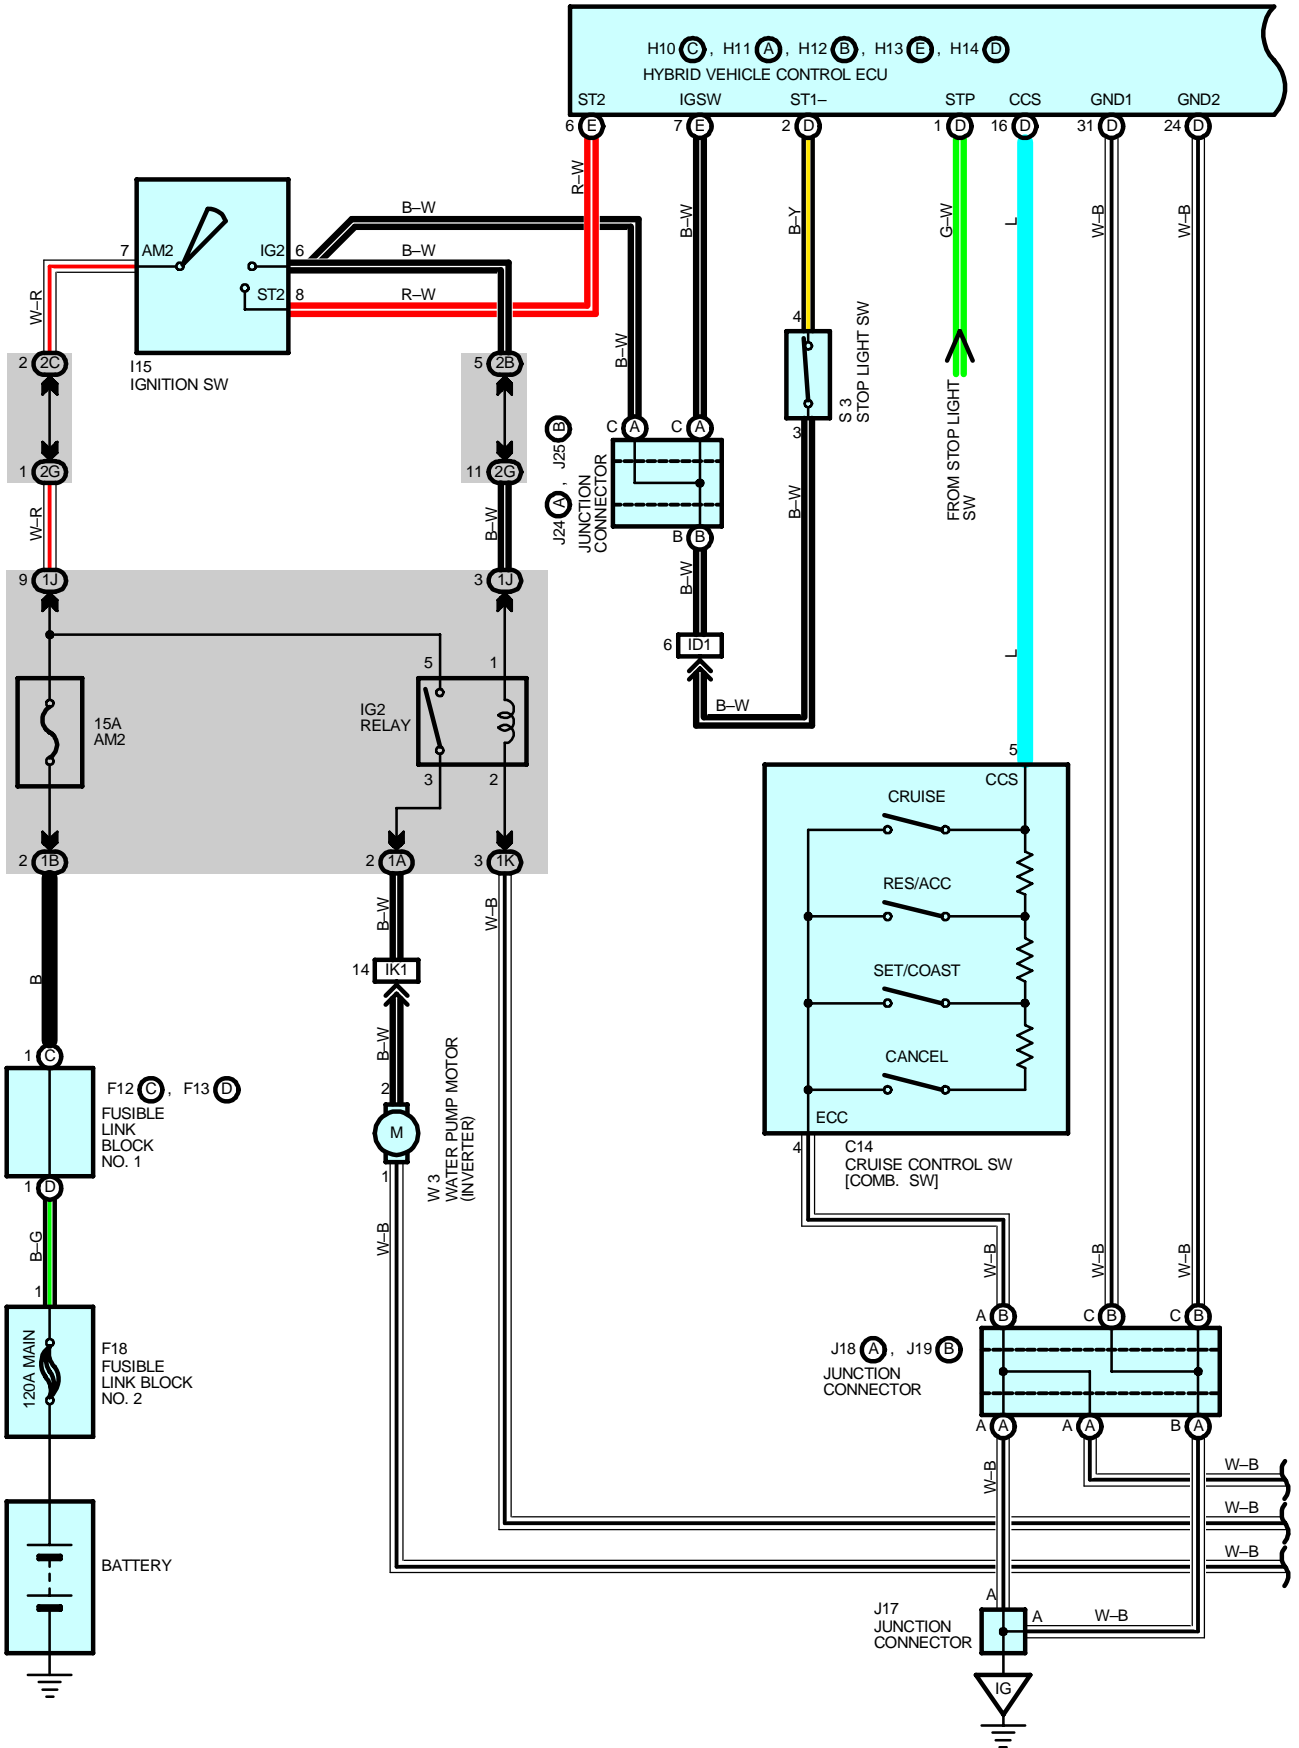 H10 C , H11 A , H12 B , H13 E , H14 D
HYBRID VEHICLE CONTROL ECU
ST2 IGSW ST1– STP CCS GND1 GND2
6 E 7 E 2 D 1 D 16 D 31 D 24 D
R–W
B–W
B–Y
G–W
L
W–B
W–B
B–W
B–W
R–W
7 AM2 IG2 6
ST2 8
I15
IGNITION SW
W–R
2 2C
1 2G
W–R
9 1J
5 2B
11 2G
B–W
3 1J
B–W
C A C A
J24 A , J25 B
JUNCTION
CONNECTOR
B B
B–W
6 ID1
B–W
4
S 3
STOP LIGHT SW
3
B–W
FROM STOP LIGHT
SW
L
15A
AM2
IG2
RELAY
5 1
3 2
2 1B
2 1A
3 1K
B
B–W
W–B
14 IK1
B–W
2
M
1
W 3
WATER PUMP MOTOR
(INVERTER)
W–B
1 C
F12 C , F13 D
FUSIBLE
LINK
BLOCK
NO. 1
1 D
B–G
1
120A MAIN
F18
FUSIBLE
LINK BLOCK
NO. 2
BATTERY
5
CCS
CRUISE
RES/ACC
SET/COAST
CANCEL
ECC
4
C14
CRUISE CONTROL SW
[COMB. SW]
W–B
W–B
W–B
A B C B C B
J18 A , J19 B
JUNCTION
CONNECTOR
A A A A B A
W–B
W–B
W–B
W–B
A
J17
JUNCTION
CONNECTOR
A W–B
IG